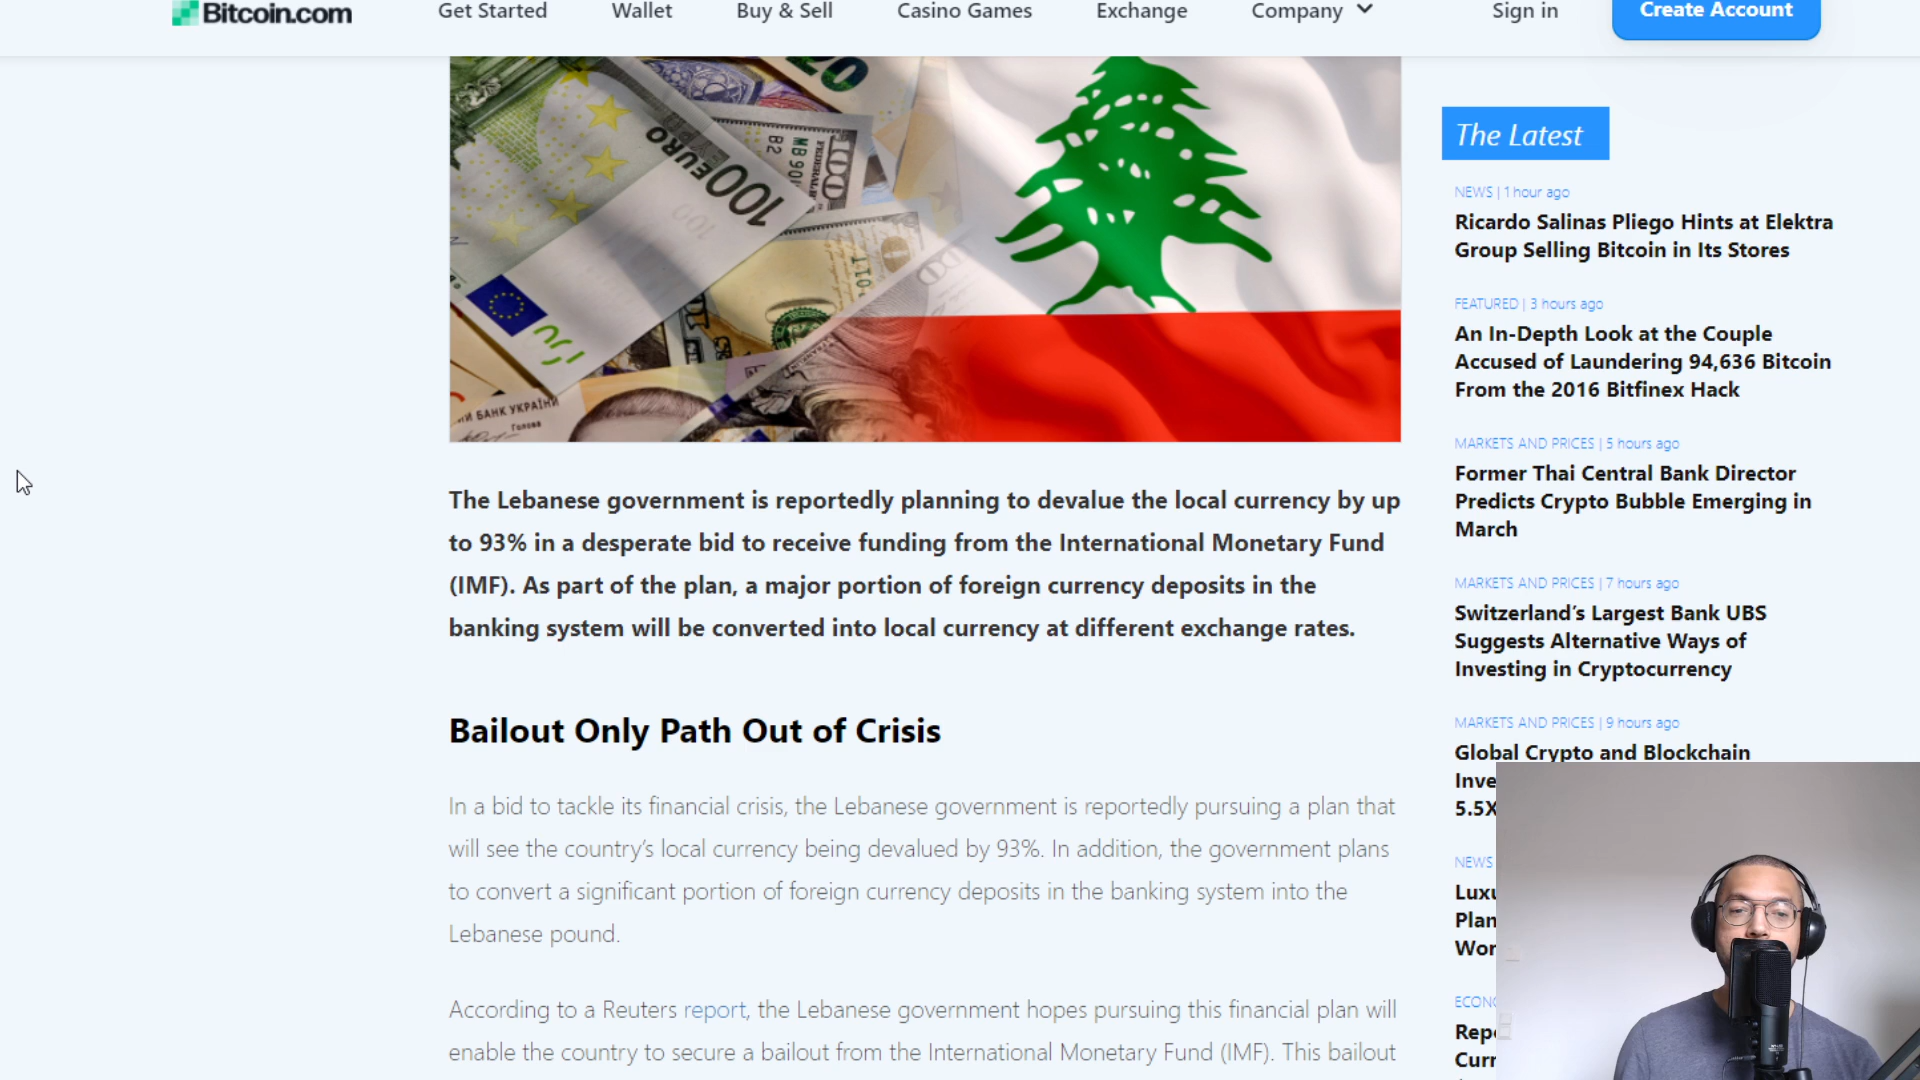 Bitcoin.com
Get Started
Wallet
Buy & Sell
Casino Games
Exchange
Company
Sign in
Create Account
20
100 EURO
100
MB90
B2
FEDERAL
И БАНК УКРАЇНИ
Голова
The Latest
NEWS | 1 hour ago
Ricardo Salinas Pliego Hints at Elektra
Group Selling Bitcoin in Its Stores
FEATURED | 3 hours ago
An In-Depth Look at the Couple
Accused of Laundering 94,636 Bitcoin
From the 2016 Bitfinex Hack
MARKETS AND PRICES | 5 hours ago
Former Thai Central Bank Director
Predicts Crypto Bubble Emerging in
March
MARKETS AND PRICES | 7 hours ago
Switzerland's Largest Bank UBS
Suggests Alternative Ways of
Investing in Cryptocurrency
MARKETS AND PRICES | 9 hours ago
Global Crypto and Blockchain
Inve
5.5X
NEWS
Luxu
Plan
Wor
ECONO
Repo
Curr
The Lebanese government is reportedly planning to devalue the local currency by up
to 93% in a desperate bid to receive funding from the International Monetary Fund
(IMF). As part of the plan, a major portion of foreign currency deposits in the
banking system will be converted into local currency at different exchange rates.
Bailout Only Path Out of Crisis
In a bid to tackle its financial crisis, the Lebanese government is reportedly pursuing a plan that
will see the country's local currency being devalued by 93%. In addition, the government plans
to convert a significant portion of foreign currency deposits in the banking system into the
Lebanese pound.
According to a Reuters report, the Lebanese government hopes pursuing this financial plan will
enable the country to secure a bailout from the International Monetary Fund (IMF). This bailout